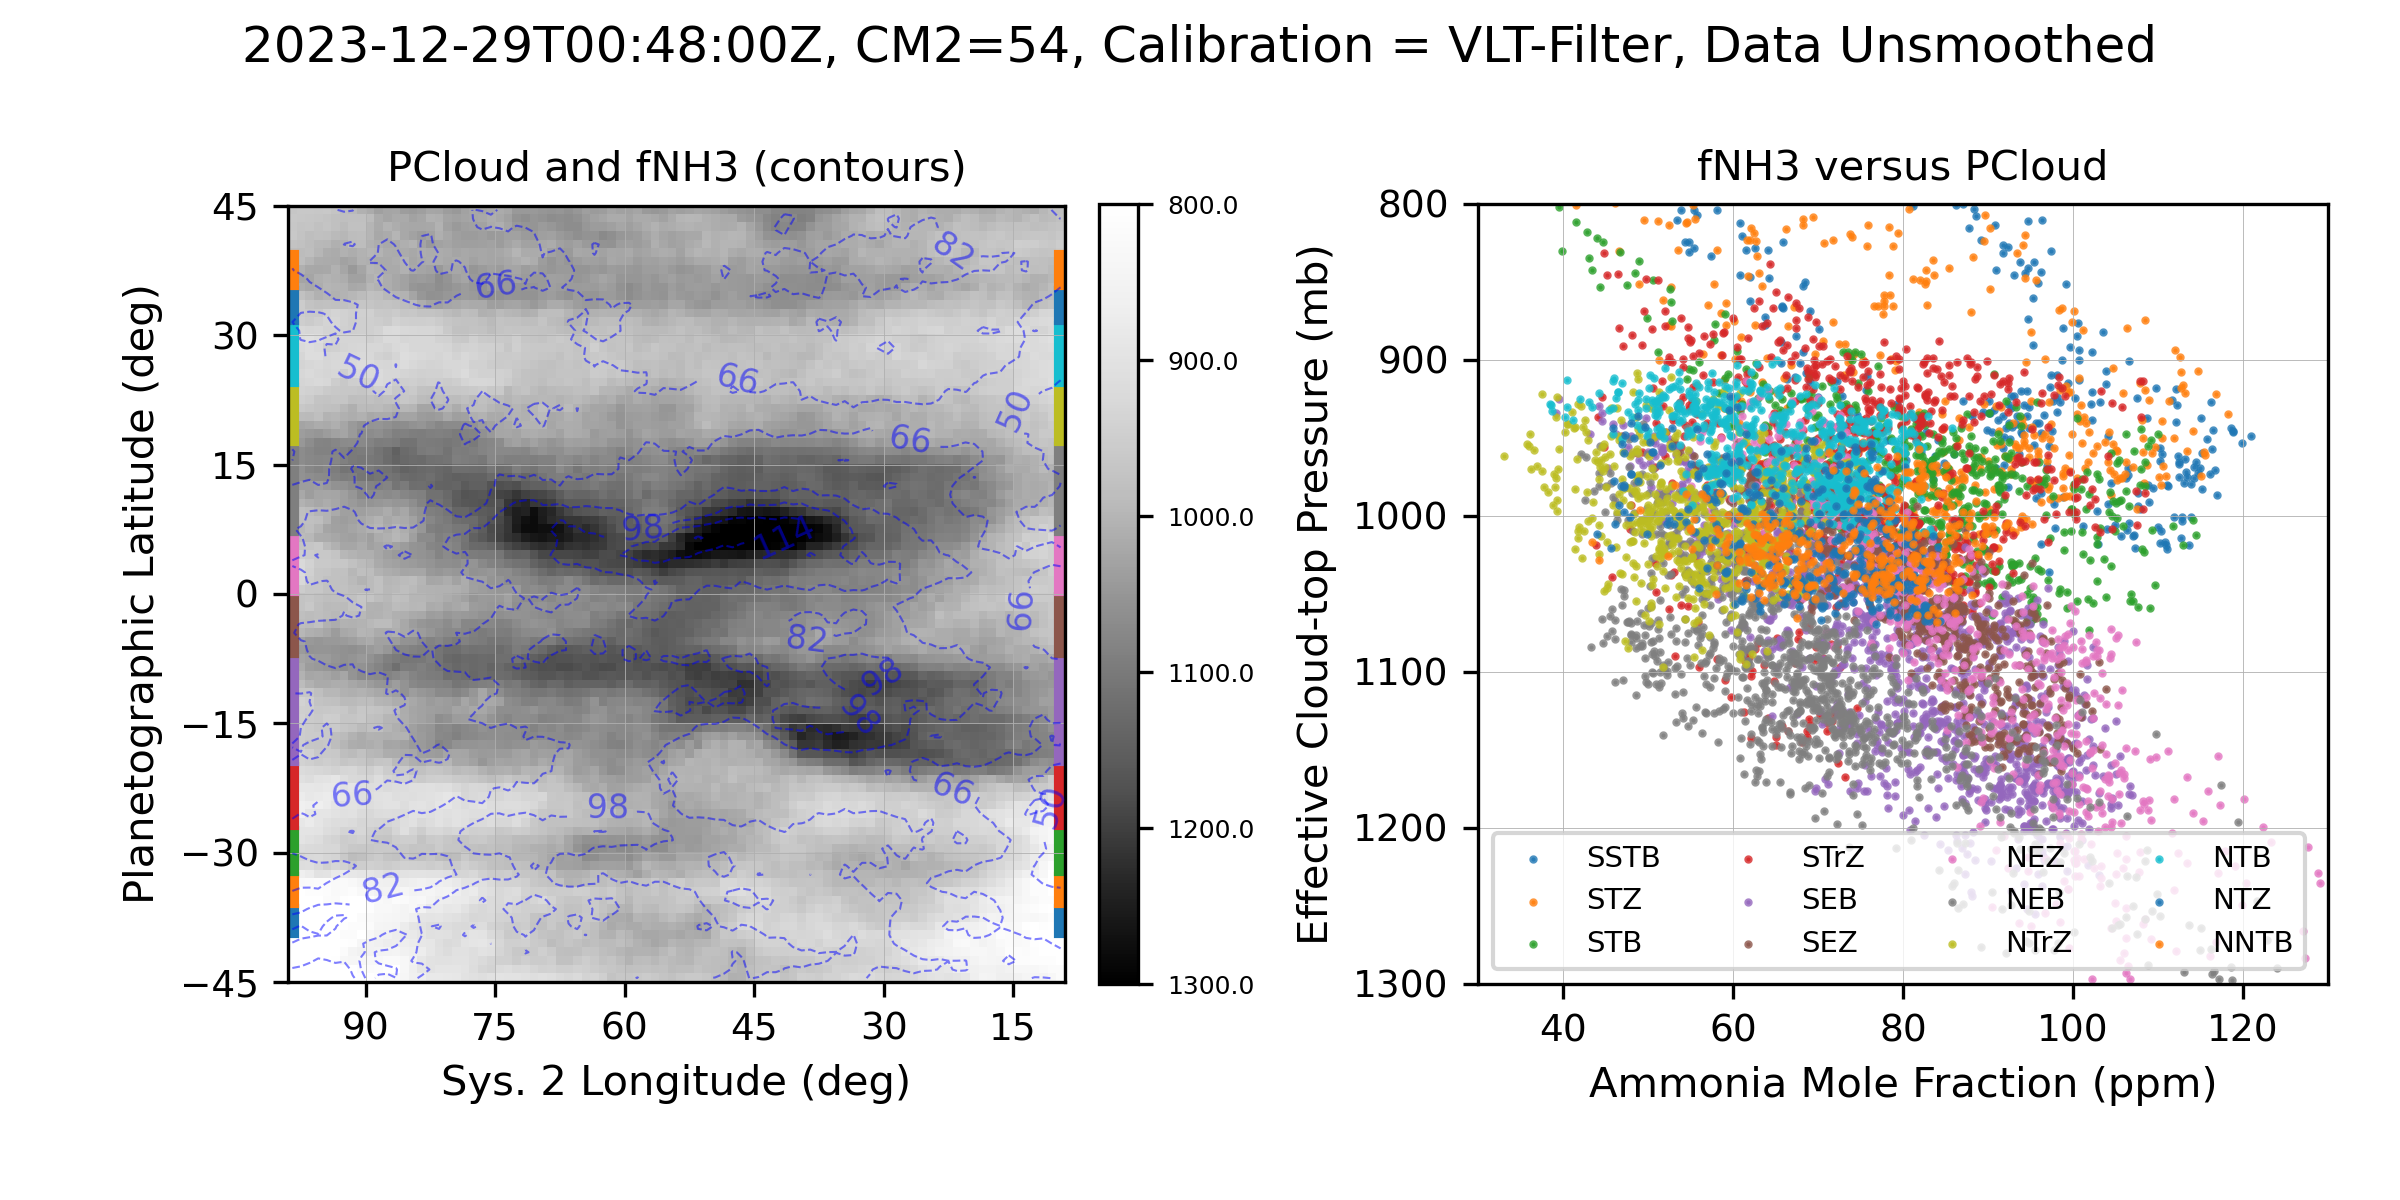 2023-12-29T00:48:00Z, CM2=54, Calibration = VLT-Filter, Data Unsmoothed
PCloud and fNH3 (contours)
Planetographic Latitude (deg)
45
30
15
0
−15
−30
−45
82
66
50
66
50
66
98
114
66
82
98
98
66
66
98
50
82
90
75
60
45
30
15
Sys. 2 Longitude (deg)
800.0
900.0
1000.0
1100.0
1200.0
1300.0
fNH3 versus PCloud
Effective Cloud-top Pressure (mb)
800
900
1000
1100
1200
1300
SSTB
STZ
STB
STrZ
SEB
SEZ
NEZ
NEB
NTrZ
NTB
NTZ
NNTB
40
60
80
100
120
Ammonia Mole Fraction (ppm)